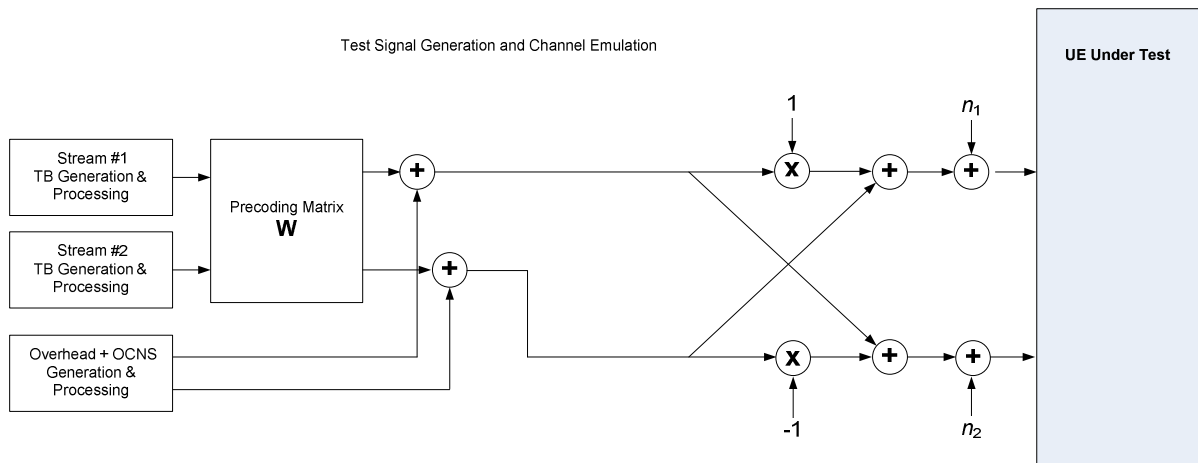 Test Signal Generation and Channel Emulation
UE Under Test
1
n1
Stream #1
TB Generation &
Processing
+
x
+
+
Precoding Matrix
W
Stream #2
TB Generation &
Processing
+
Overhead + OCNS
Generation &
Processing
x
+
+
-1
n2